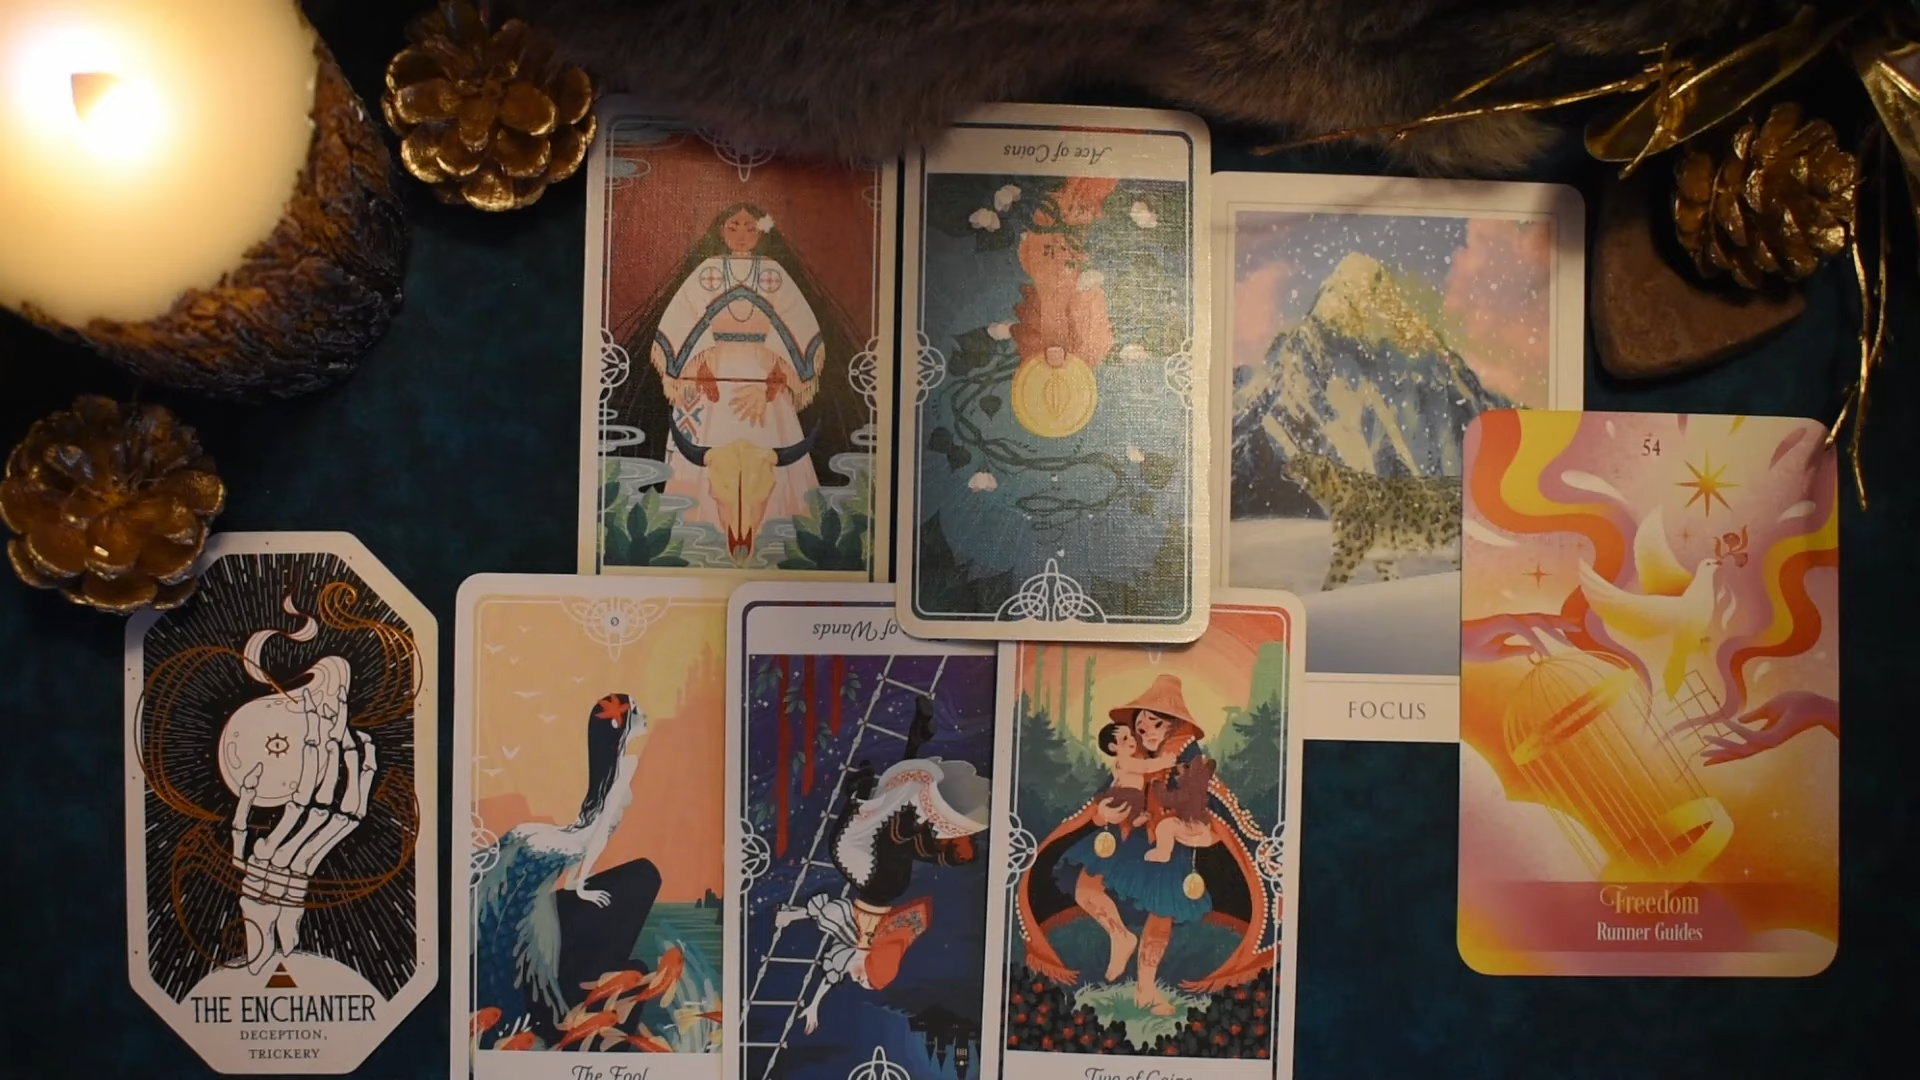 Ace of Coins
54
FOCUS
Freedom
Runner Guides
THE ENCHANTER
DECEPTION,
TRICKERY
0
The Fool
of Wands
Two of Coins